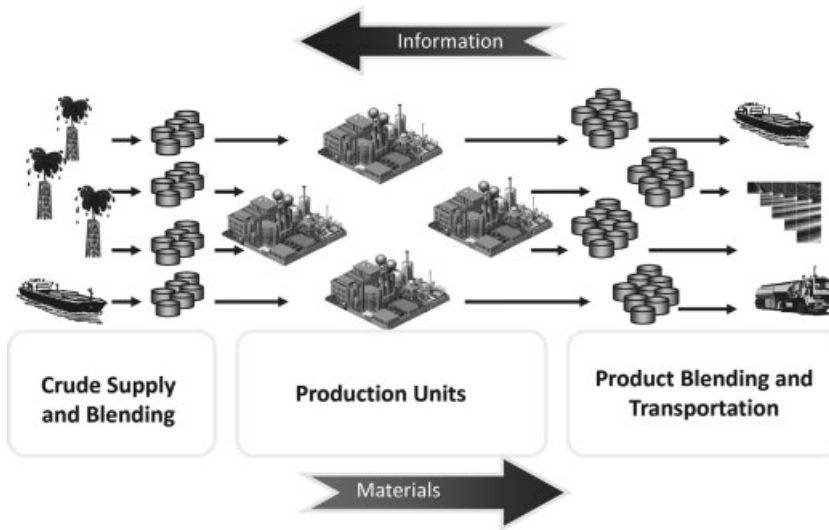 Information
Crude Supply
and Blending
Production Units
Product Blending and
Transportation
Materials